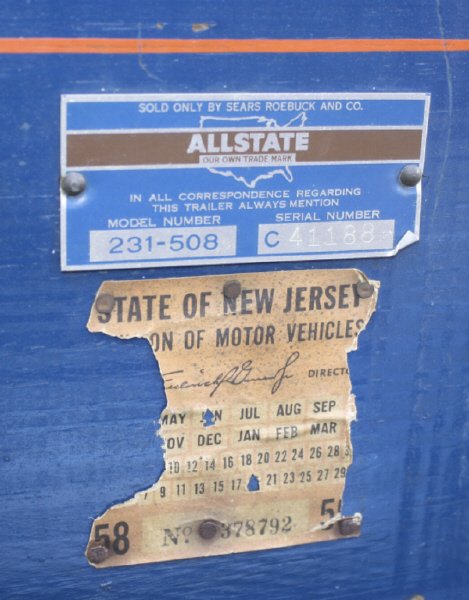 SOLD ONLY BY SEARS ROEBUCK AND CO.
ALLSTATE
OUR OWN TRADE MARK
IN ALL CORRESPONDENCE REGARDING
THIS TRAILER ALWAYS MENTION
MODEL NUMBER SERIAL NUMBER
231-508 C 41188
STATE OF NEW JERSEY
ON OF MOTOR VEHICLES
DIRECTO
MAY JUN JUL AUG SEP
NOV DEC JAN FEB MAR
10 12 14 16 18 20 22 24 26 28
9 11 13 15 17 21 23 25 27 29
58 No 378792 5